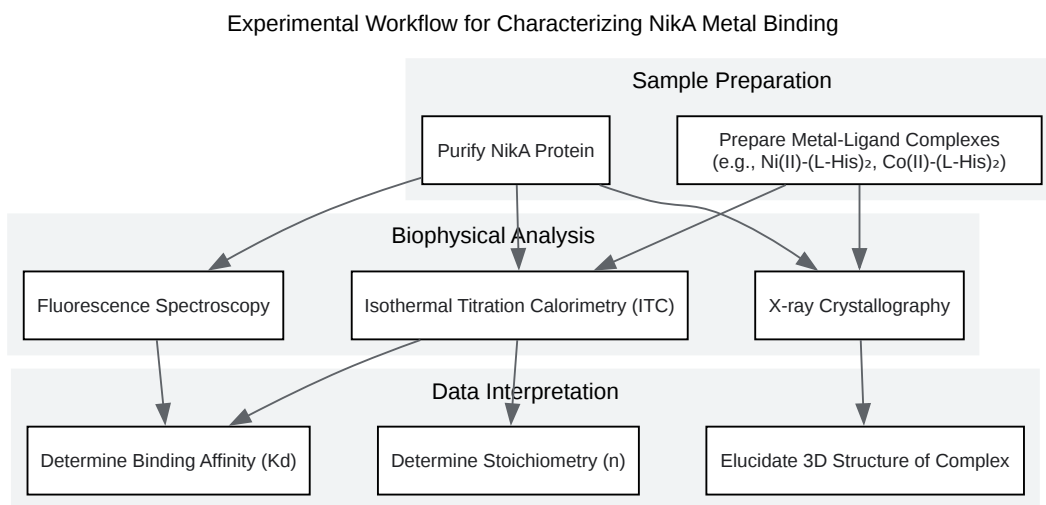 Experimental Workflow for Characterizing NikA Metal Binding
Sample Preparation
Purify NikA Protein
Prepare Metal-Ligand Complexes
(e.g., Ni(II)-(L-His)₂, Co(II)-(L-His)₂)
Biophysical Analysis
Fluorescence Spectroscopy
Isothermal Titration Calorimetry (ITC)
X-ray Crystallography
Data Interpretation
Determine Binding Affinity (Kd)
Determine Stoichiometry (n)
Elucidate 3D Structure of Complex